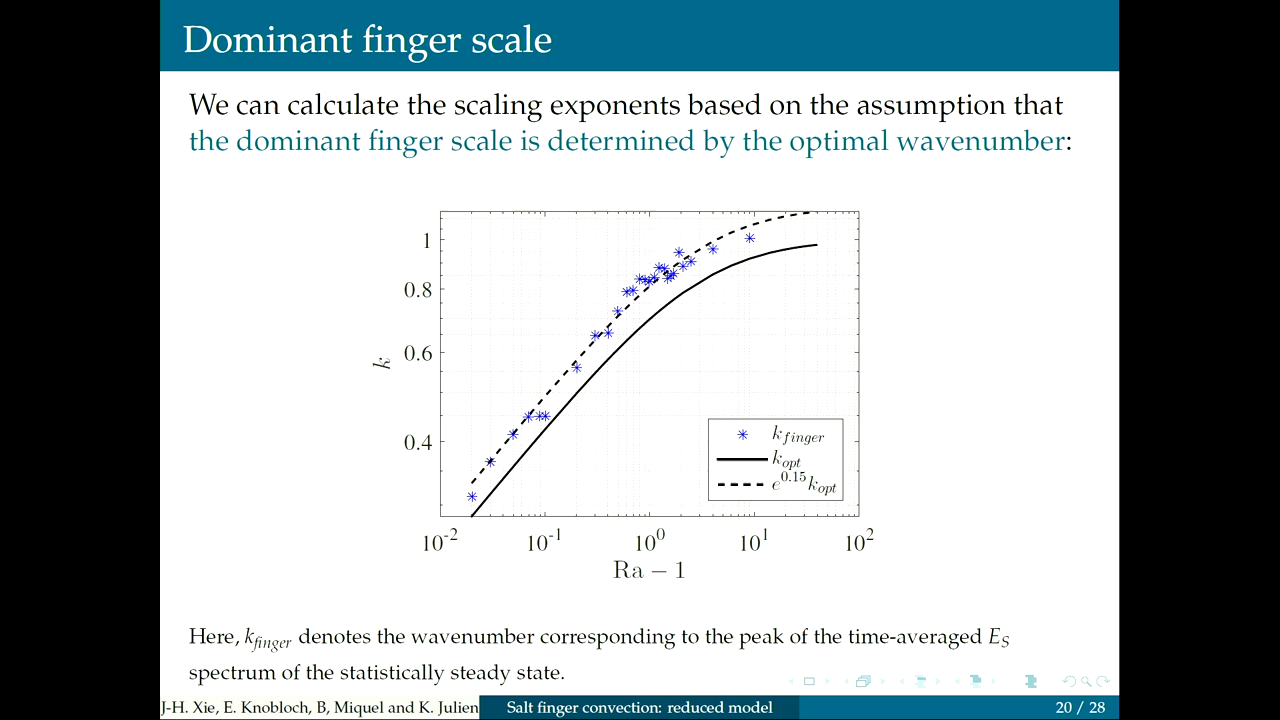 Dominant finger scale
We can calculate the scaling exponents based on the assumption that
the dominant finger scale is determined by the optimal wavenumber:
1
0.8
0.6
0.4
k
k_finger
k_opt
e^0.15 k_opt
10^-2 10^-1 10^0 10^1 10^2
Ra − 1
Here, k_finger denotes the wavenumber corresponding to the peak of the time-averaged E_S
spectrum of the statistically steady state.
J-H. Xie, E. Knobloch, B, Miquel and K. Julien Salt finger convection: reduced model 20 / 28